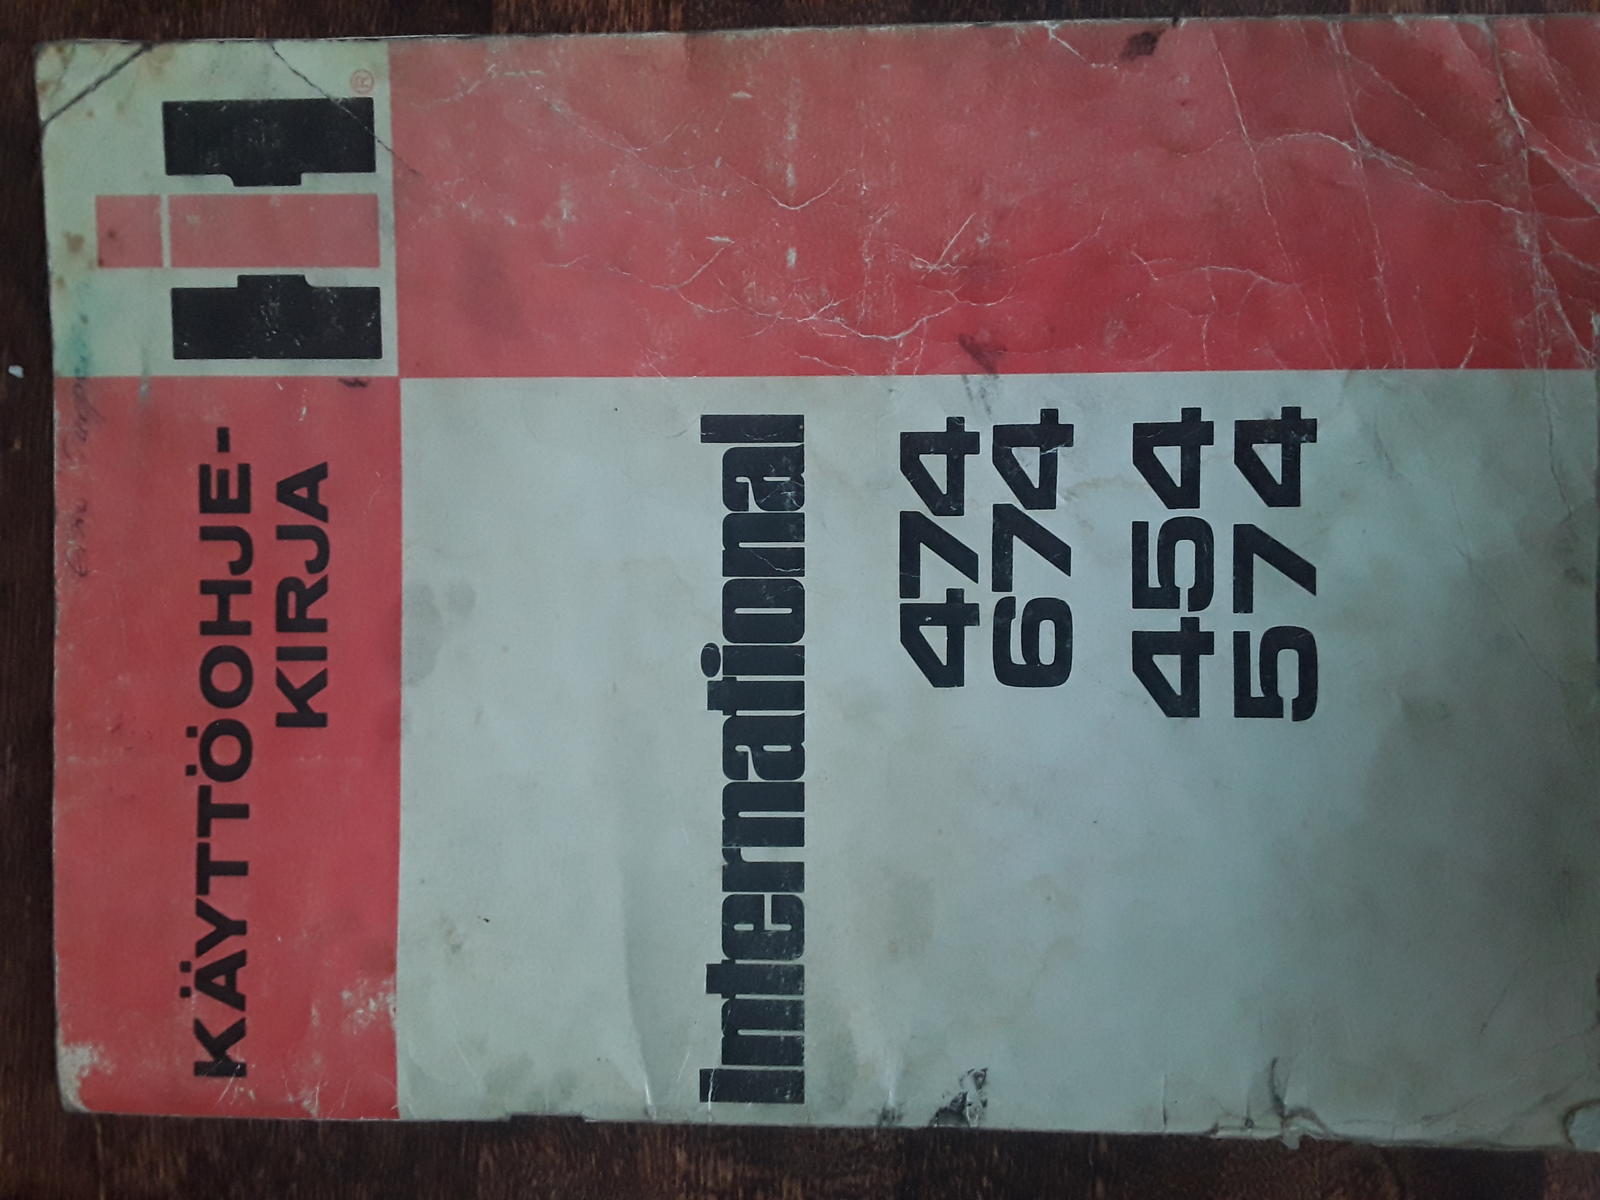 KÄYTTÖOHJE-
KIRJA
®
International
474
674
454
574